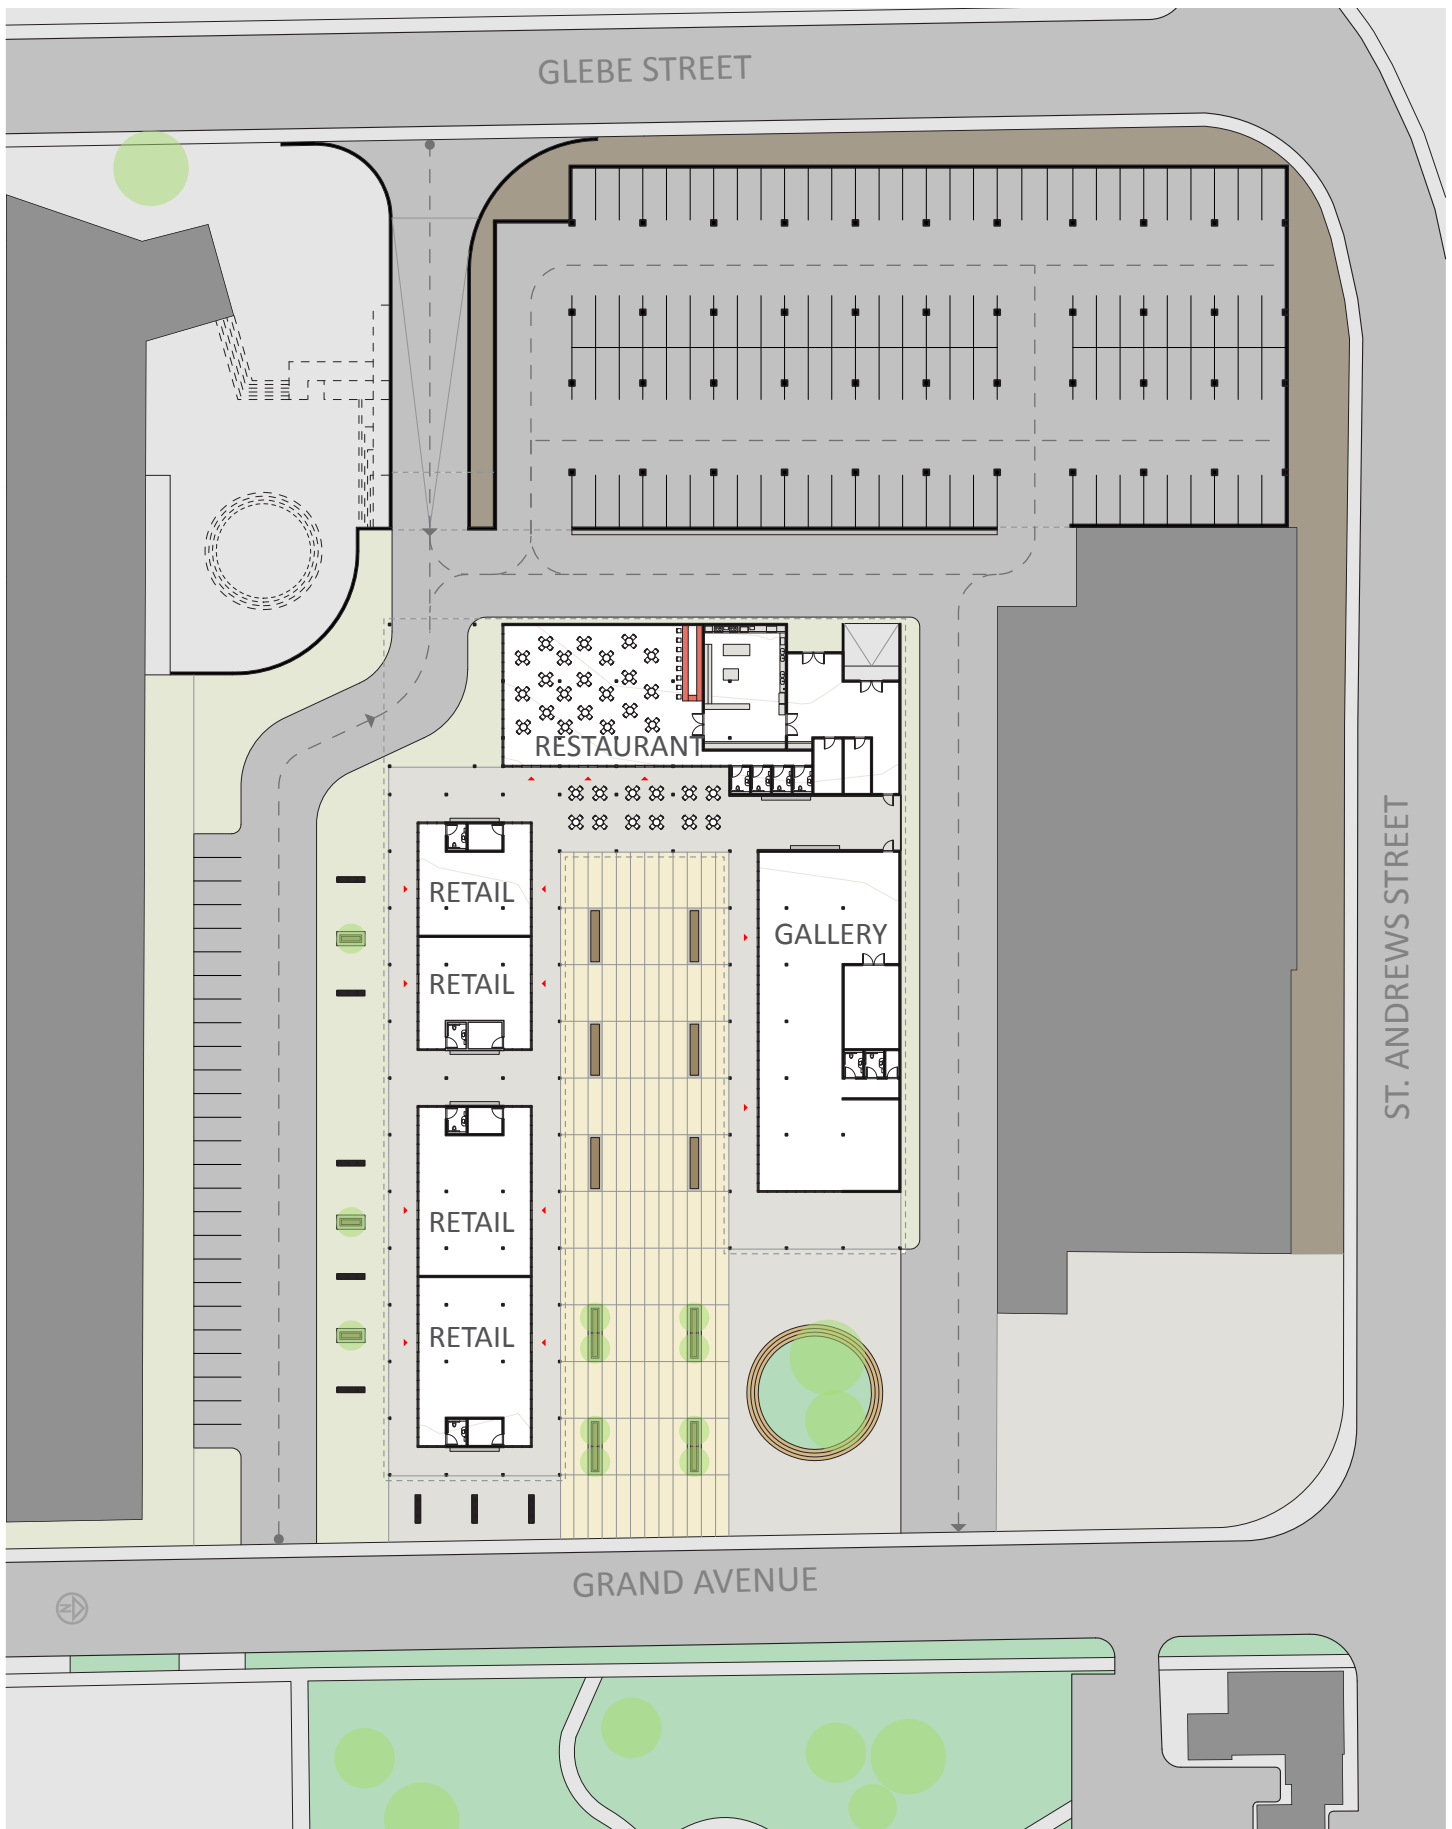 GLEBE STREET
RESTAURANT
RETAIL
GALLERY
RETAIL
ST. ANDREWS STREET
RETAIL
RETAIL
GRAND AVENUE
N